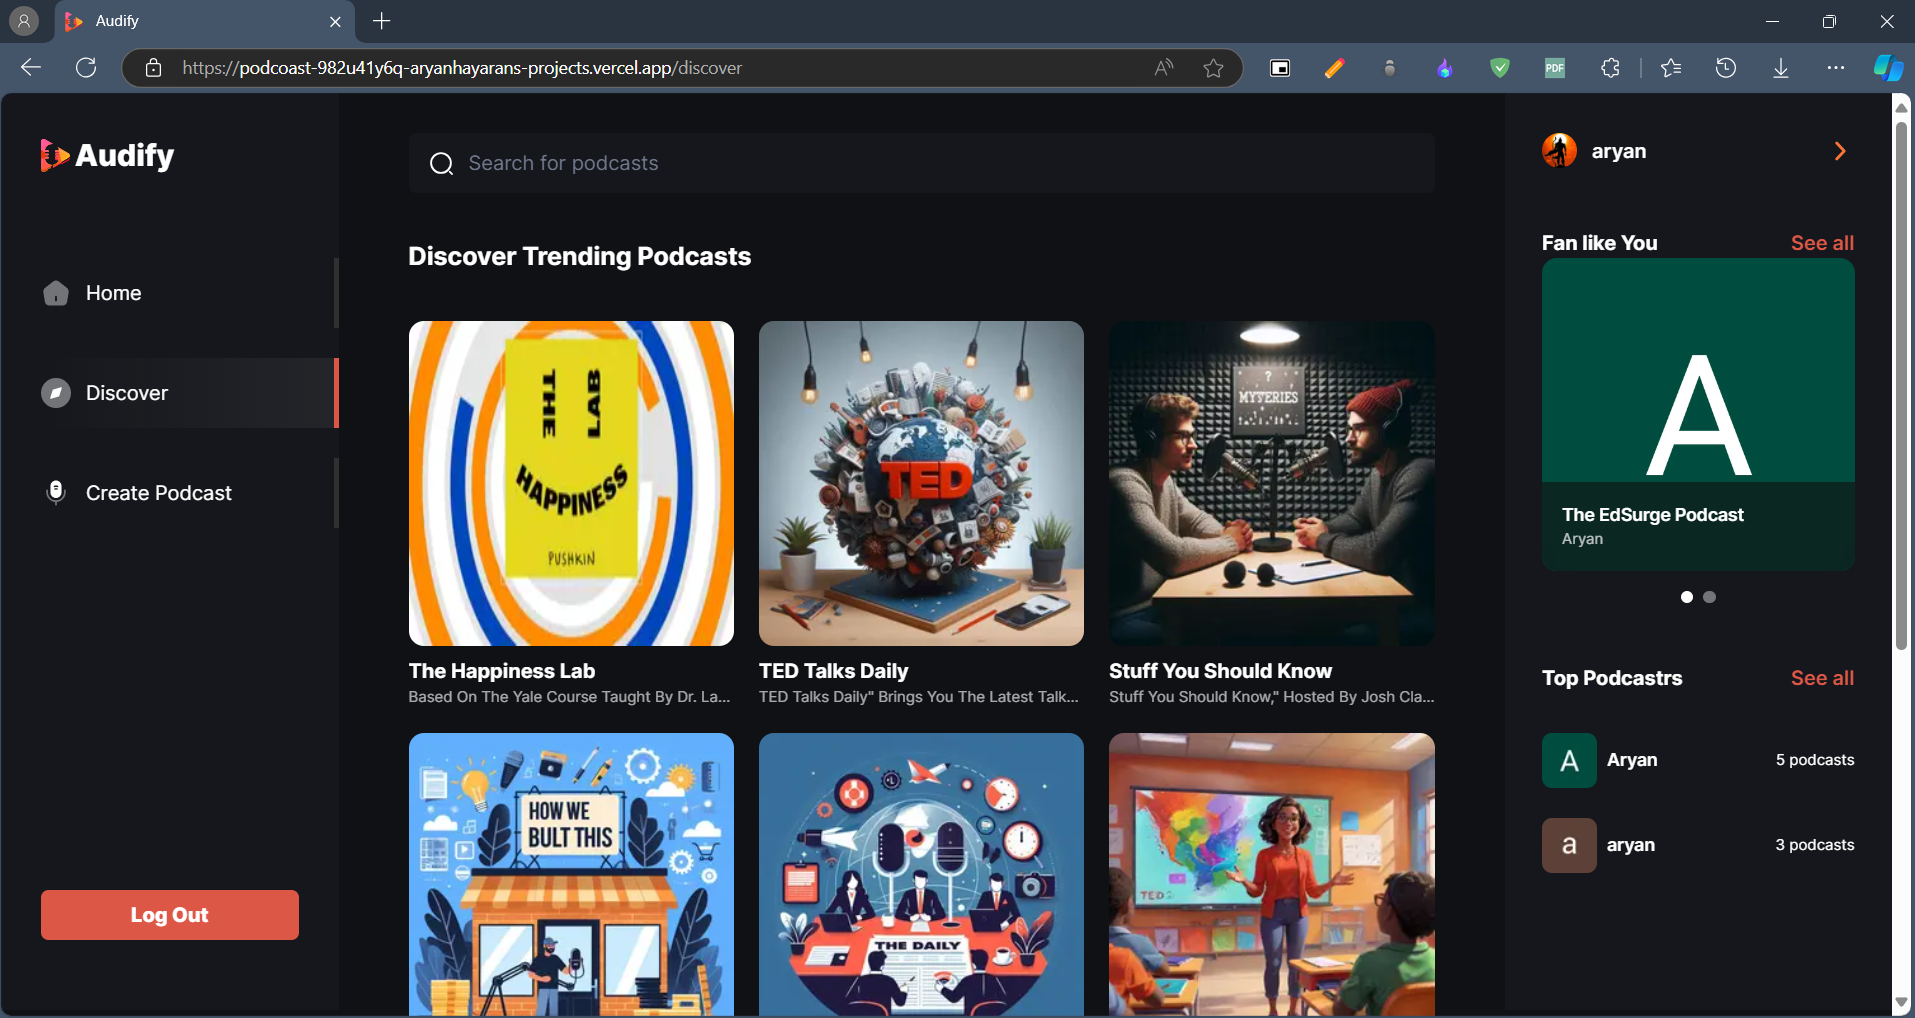 Audify
https://podcoast-982u41y6q-aryanhayarans-projects.vercel.app/discover
PDF
Audify
Home
Discover
Create Podcast
Log Out
Search for podcasts
Discover Trending Podcasts
THE
LAB
HAPPINESS
PUSHKIN
The Happiness Lab
Based On The Yale Course Taught By Dr. La...
TED
TED Talks Daily
TED Talks Daily" Brings You The Latest Talk...
?
MYTERIES
Stuff You Should Know
Stuff You Should Know," Hosted By Josh Cla...
HOW WE
BULT THIS
THE DAILY
TED
aryan
Fan like You
See all
A
The EdSurge Podcast
Aryan
Top Podcastrs
See all
A
Aryan
5 podcasts
a
aryan
3 podcasts